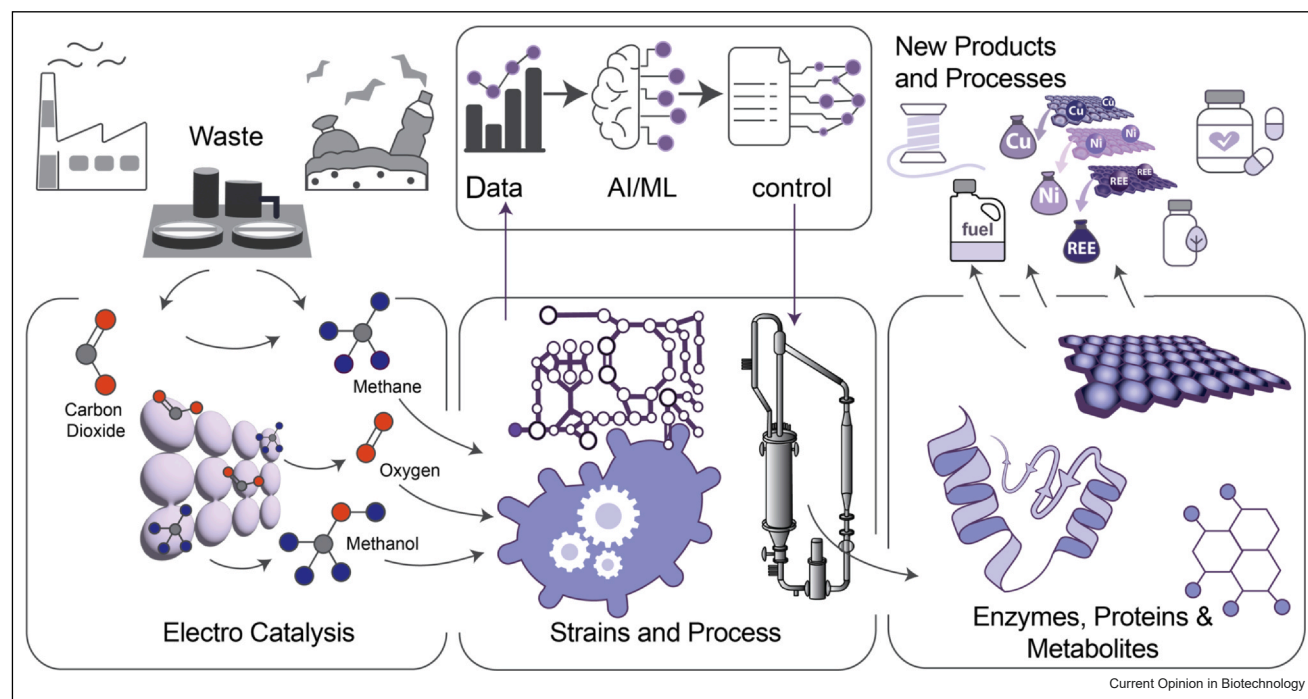 Waste
Data
AI/ML
control
New Products
and Processes
Cu
Cu
Cu
Ni
Ni
Ni
REE
REE
REE
fuel
Carbon
Dioxide
Methane
Oxygen
Methanol
Electro Catalysis
Strains and Process
Enzymes, Proteins &
Metabolites
Current Opinion in Biotechnology